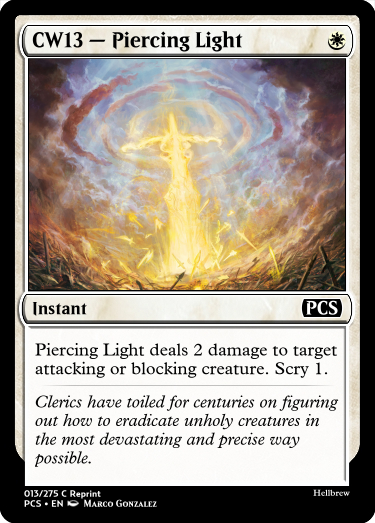 CW13 — Piercing Light
Instant
PCS
Piercing Light deals 2 damage to target
attacking or blocking creature. Scry 1.
Clerics have toiled for centuries on figuring
out how to eradicate unholy creatures in
the most devastating and precise way
possible.
013/275 C Reprint
Hellbrew
PCS • EN Marco Gonzalez